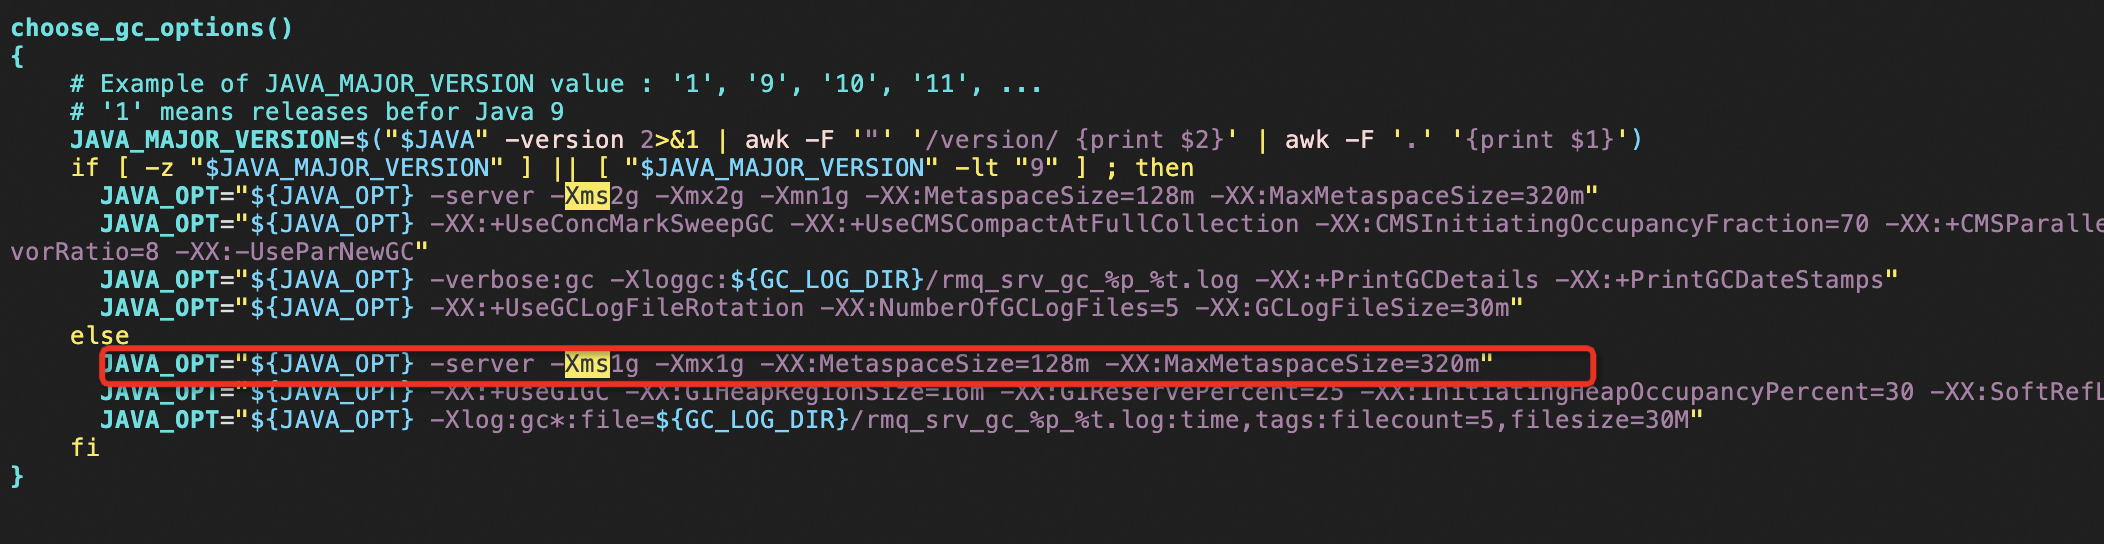 choose_gc_options()
{
# Example of JAVA_MAJOR_VERSION value : '1', '9', '10', '11', ...
# '1' means releases befor Java 9
JAVA_MAJOR_VERSION=$("$JAVA" -version 2>&1 | awk -F '"' '/version/ {print $2}' | awk -F '.' '{print $1}')
if [ -z "$JAVA_MAJOR_VERSION" ] || [ "$JAVA_MAJOR_VERSION" -lt "9" ] ; then
JAVA_OPT="${JAVA_OPT} -server -Xms2g -Xmx2g -Xmn1g -XX:MetaspaceSize=128m -XX:MaxMetaspaceSize=320m"
JAVA_OPT="${JAVA_OPT} -XX:+UseConcMarkSweepGC -XX:+UseCMSCompactAtFullCollection -XX:CMSInitiatingOccupancyFraction=70 -XX:+CMSParalle
vorRatio=8 -XX:-UseParNewGC"
JAVA_OPT="${JAVA_OPT} -verbose:gc -Xloggc:${GC_LOG_DIR}/rmq_srv_gc_%p_%t.log -XX:+PrintGCDetails -XX:+PrintGCDateStamps"
JAVA_OPT="${JAVA_OPT} -XX:+UseGCLogFileRotation -XX:NumberOfGCLogFiles=5 -XX:GCLogFileSize=30m"
else
JAVA_OPT="${JAVA_OPT} -server -Xms1g -Xmx1g -XX:MetaspaceSize=128m -XX:MaxMetaspaceSize=320m"
JAVA_OPT="${JAVA_OPT} -XX:+UseG1GC -XX:G1HeapRegionSize=16m -XX:G1ReservePercent=25 -XX:InitiatingHeapOccupancyPercent=30 -XX:SoftRefL
JAVA_OPT="${JAVA_OPT} -Xlog:gc*:file=${GC_LOG_DIR}/rmq_srv_gc_%p_%t.log:time,tags:filecount=5,filesize=30M"
fi
}